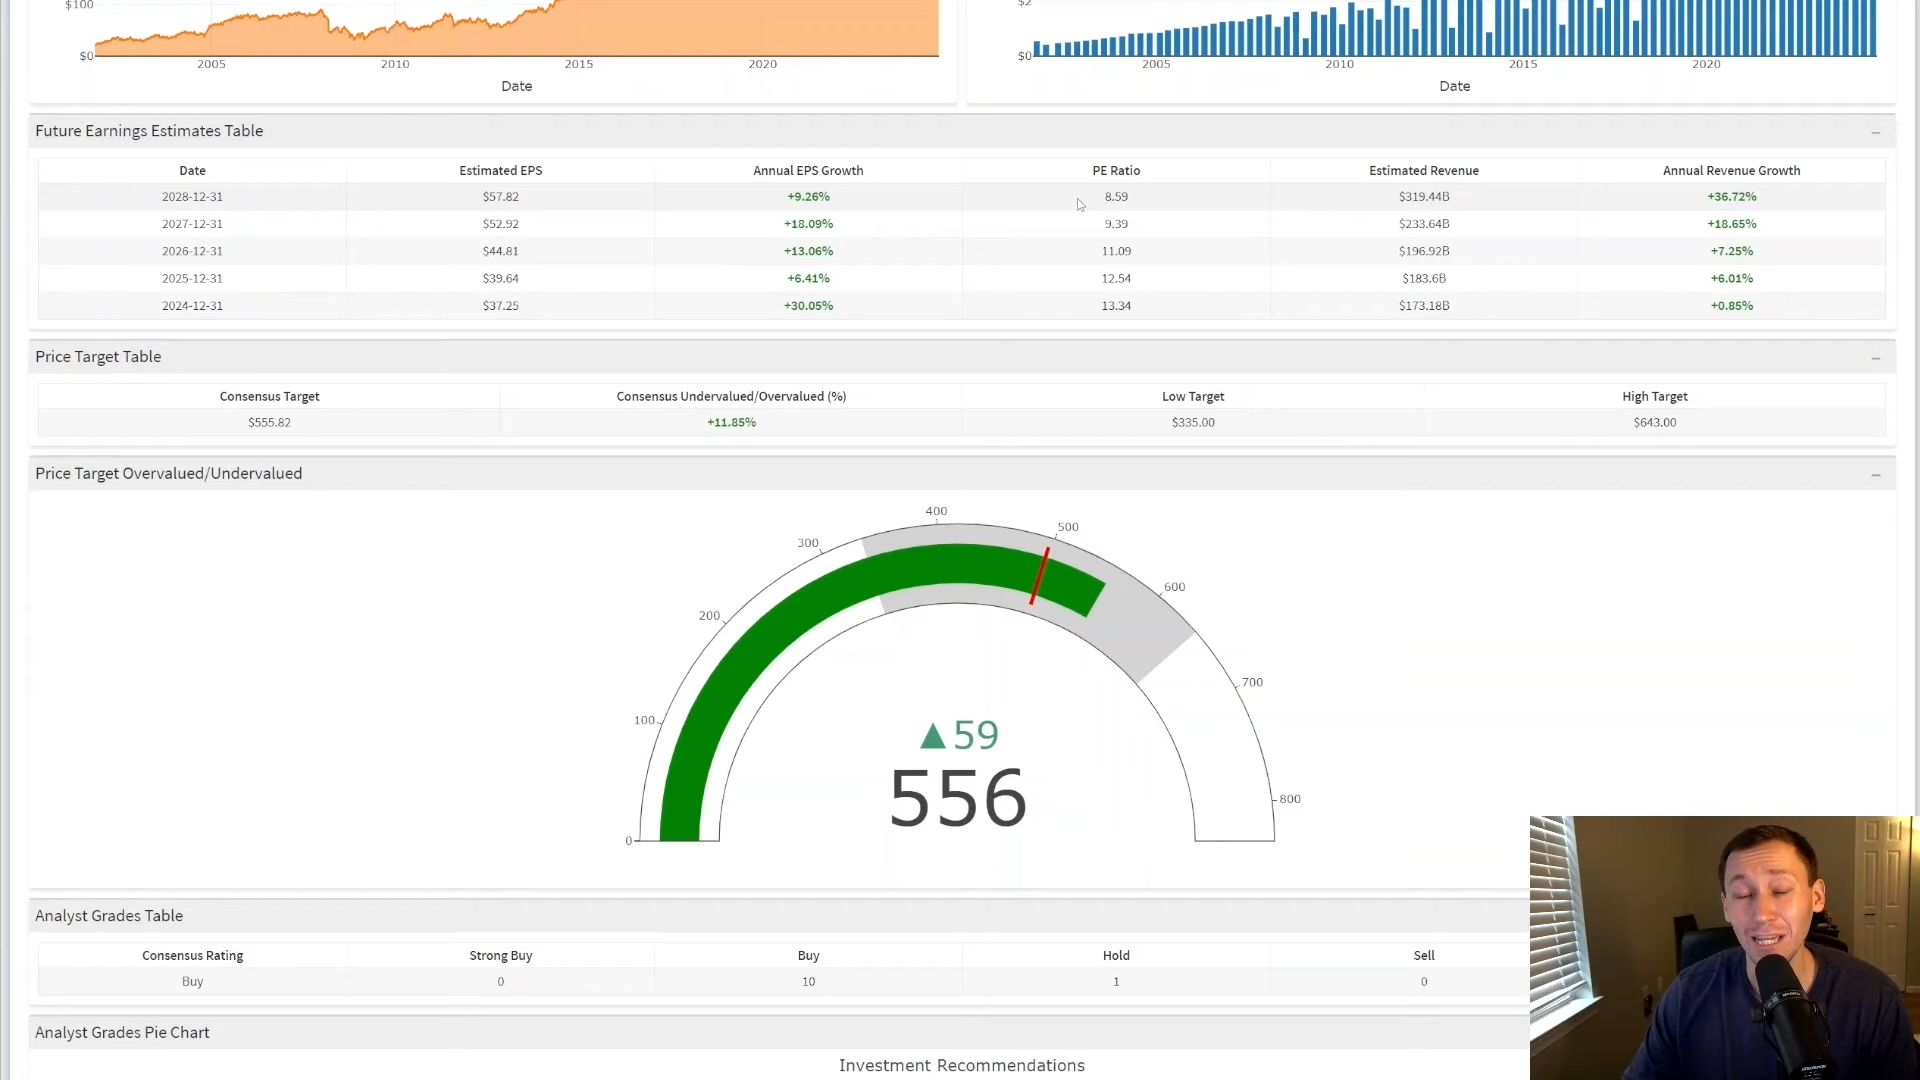 $100
$0
2005 2010 2015 2020
Date
$2
$0
2005 2010 2015 2020
Date
Future Earnings Estimates Table
Date Estimated EPS Annual EPS Growth PE Ratio Estimated Revenue Annual Revenue Growth
2028-12-31 $57.82 +9.26% 8.59 $319.44B +36.72%
2027-12-31 $52.92 +18.09% 9.39 $233.64B +18.65%
2026-12-31 $44.81 +13.06% 11.09 $196.92B +7.25%
2025-12-31 $39.64 +6.41% 12.54 $183.6B +6.01%
2024-12-31 $37.25 +30.05% 13.34 $173.18B +0.85%
Price Target Table
Consensus Target Consensus Undervalued/Overvalued (%) Low Target High Target
$555.82 +11.85% $335.00 $643.00
Price Target Overvalued/Undervalued
0
100
200
300
400
500
600
700
800
▲59
556
Analyst Grades Table
Consensus Rating Strong Buy Buy Hold Sell
Buy 0 10 1 0
Analyst Grades Pie Chart
Investment Recommendations